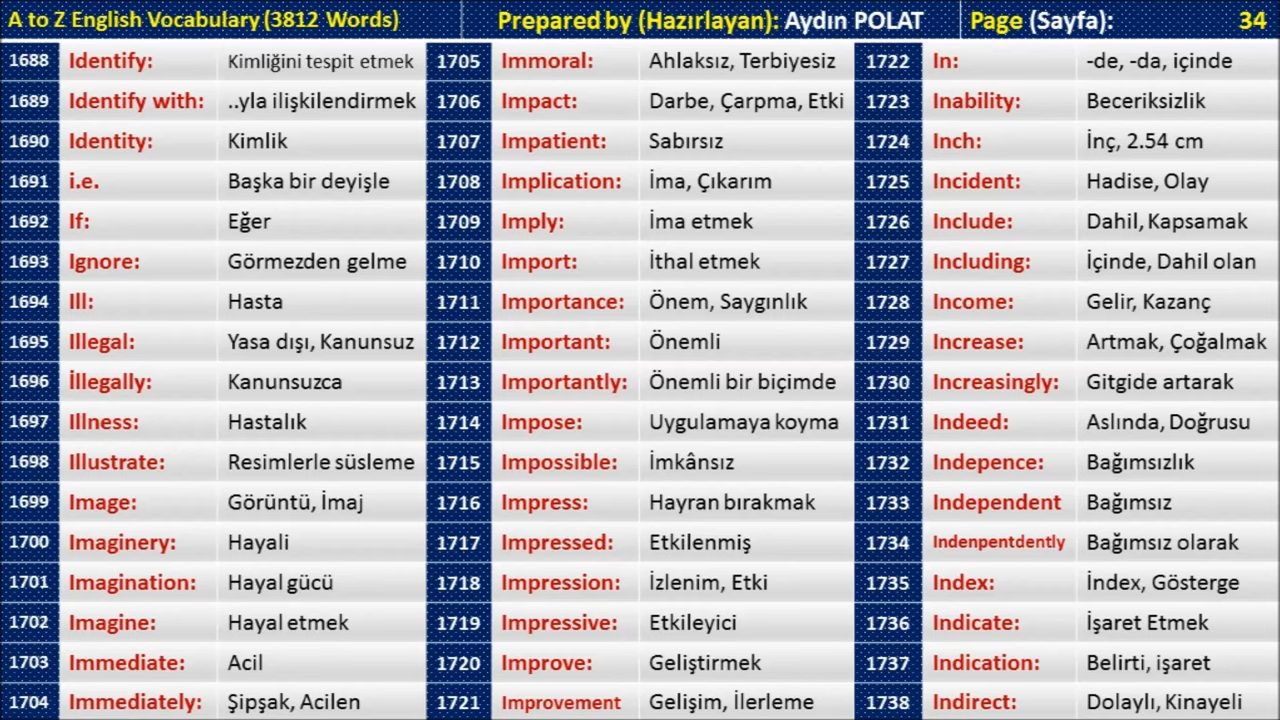 A to Z English Vocabulary (3812 Words) Prepared by (Hazırlayan): Aydın POLAT Page (Sayfa): 34
1688 Identify: Kimliğini tespit etmek 1705 Immoral: Ahlaksız, Terbiyesiz 1722 In: -de, -da, içinde
1689 Identify with: ..yla ilişkilendirmek 1706 Impact: Darbe, Çarpma, Etki 1723 Inability: Beceriksizlik
1690 Identity: Kimlik 1707 Impatient: Sabırsız 1724 Inch: İnç, 2.54 cm
1691 i.e. Başka bir deyişle 1708 Implication: İma, Çıkarım 1725 Incident: Hadise, Olay
1692 If: Eğer 1709 Imply: İma etmek 1726 Include: Dahil, Kapsamak
1693 Ignore: Görmezden gelme 1710 Import: İthal etmek 1727 Including: İçinde, Dahil olan
1694 Ill: Hasta 1711 Importance: Önem, Saygınlık 1728 Income: Gelir, Kazanç
1695 Illegal: Yasa dışı, Kanunsuz 1712 Important: Önemli 1729 Increase: Artmak, Çoğalmak
1696 İllegally: Kanunsuzca 1713 Importantly: Önemli bir biçimde 1730 Increasingly: Gitgide artarak
1697 Illness: Hastalık 1714 Impose: Uygulamaya koyma 1731 Indeed: Aslında, Doğrusu
1698 Illustrate: Resimlerle süsleme 1715 Impossible: İmkânsız 1732 Indepence: Bağımsızlık
1699 Image: Görüntü, İmaj 1716 Impress: Hayran bırakmak 1733 Independent Bağımsız
1700 Imaginery: Hayali 1717 Impressed: Etkilenmiş 1734 Indenpentdently Bağımsız olarak
1701 Imagination: Hayal gücü 1718 Impression: İzlenim, Etki 1735 Index: İndex, Gösterge
1702 Imagine: Hayal etmek 1719 Impressive: Etkileyici 1736 Indicate: İşaret Etmek
1703 Immediate: Acil 1720 Improve: Geliştirmek 1737 Indication: Belirti, işaret
1704 Immediately: Şipşak, Acilen 1721 Improvement Gelişim, İlerleme 1738 Indirect: Dolaylı, Kinayeli